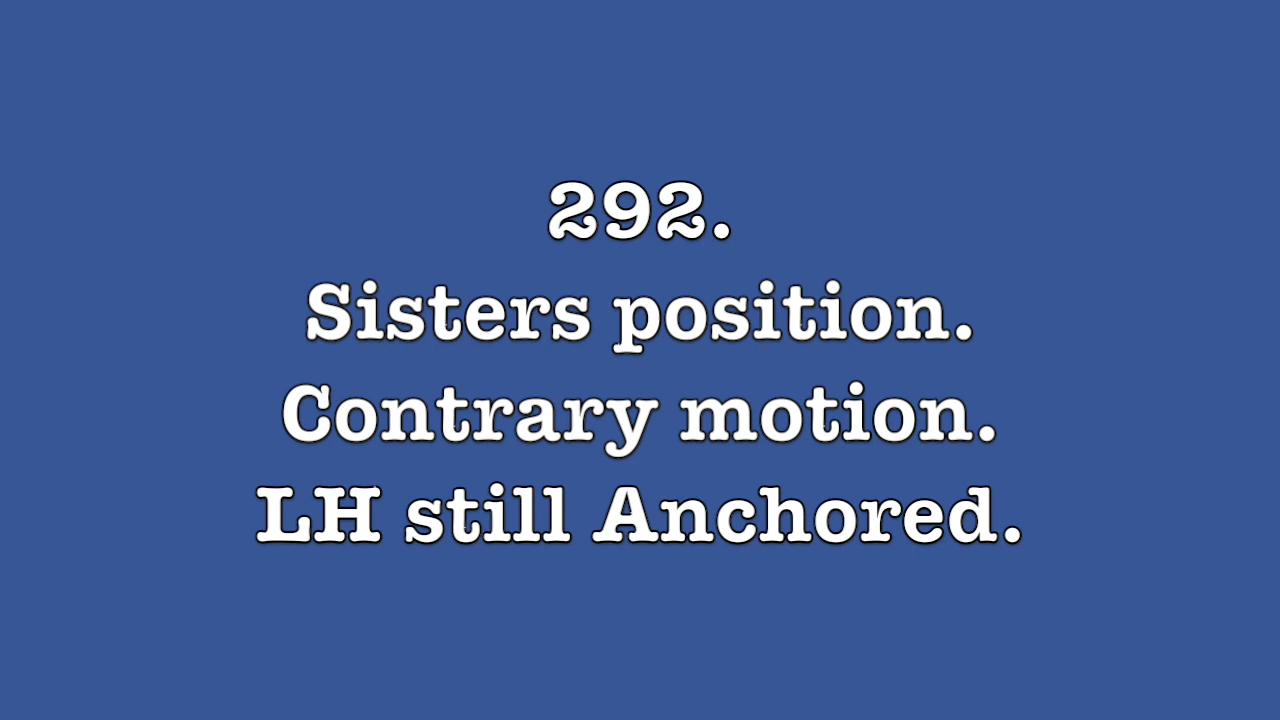 292.
Sisters position.
Contrary motion.
LH still Anchored.